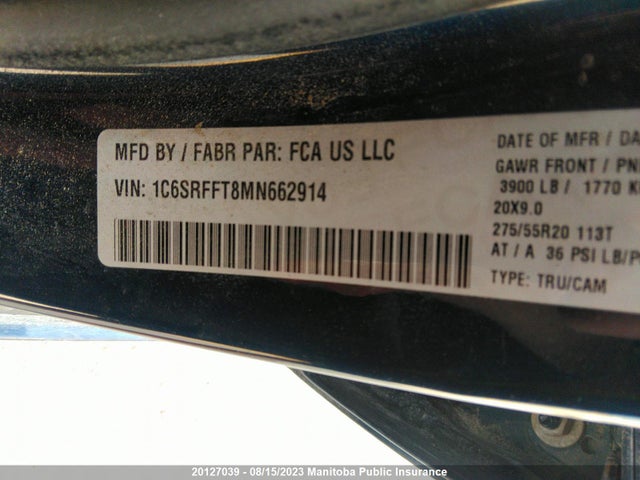 MFD BY / FABR PAR: FCA US LLC
VIN: 1C6SRFFT8MN662914
DATE OF MFR / DA
GAWR FRONT / PN
3900 LB / 1770 K
20X9.0
275/55R20 113T
AT / A 36 PSI LB/P
TYPE: TRU/CAM
20127039 - 08/15/2023 Manitoba Public Insurance